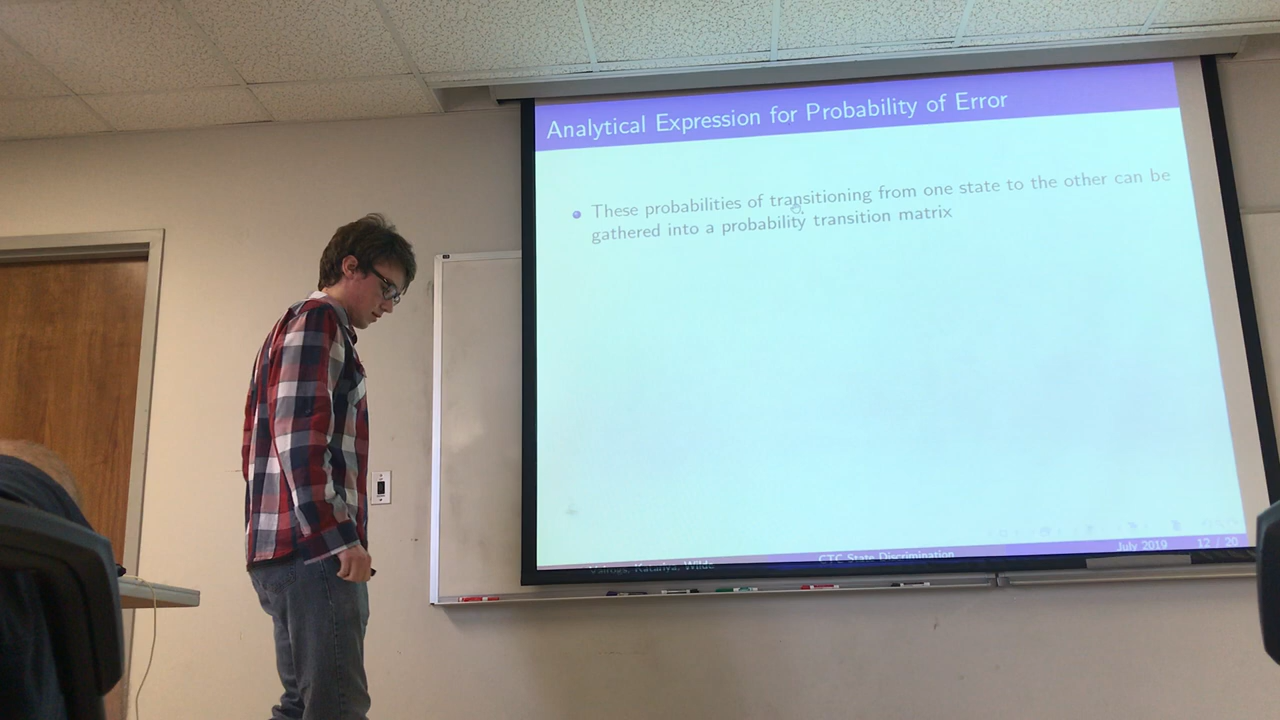 Analytical Expression for Probability of Error
These probabilities of transitioning from one state to the other can be
gathered into a probability transition matrix
Vairogs, Katariya, Wilde
CTC State Discrimination
July 2019
12 / 20